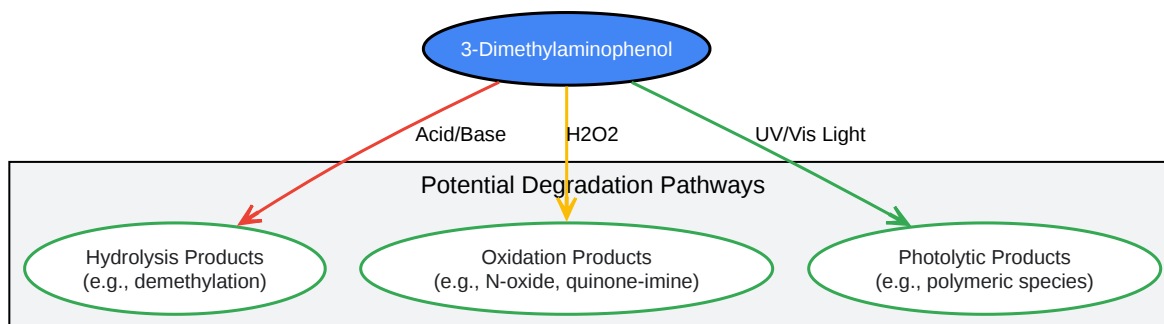 3-Dimethylaminophenol
Acid/Base
H2O2
UV/Vis Light
Potential Degradation Pathways
Hydrolysis Products
(e.g., demethylation)
Oxidation Products
(e.g., N-oxide, quinone-imine)
Photolytic Products
(e.g., polymeric species)